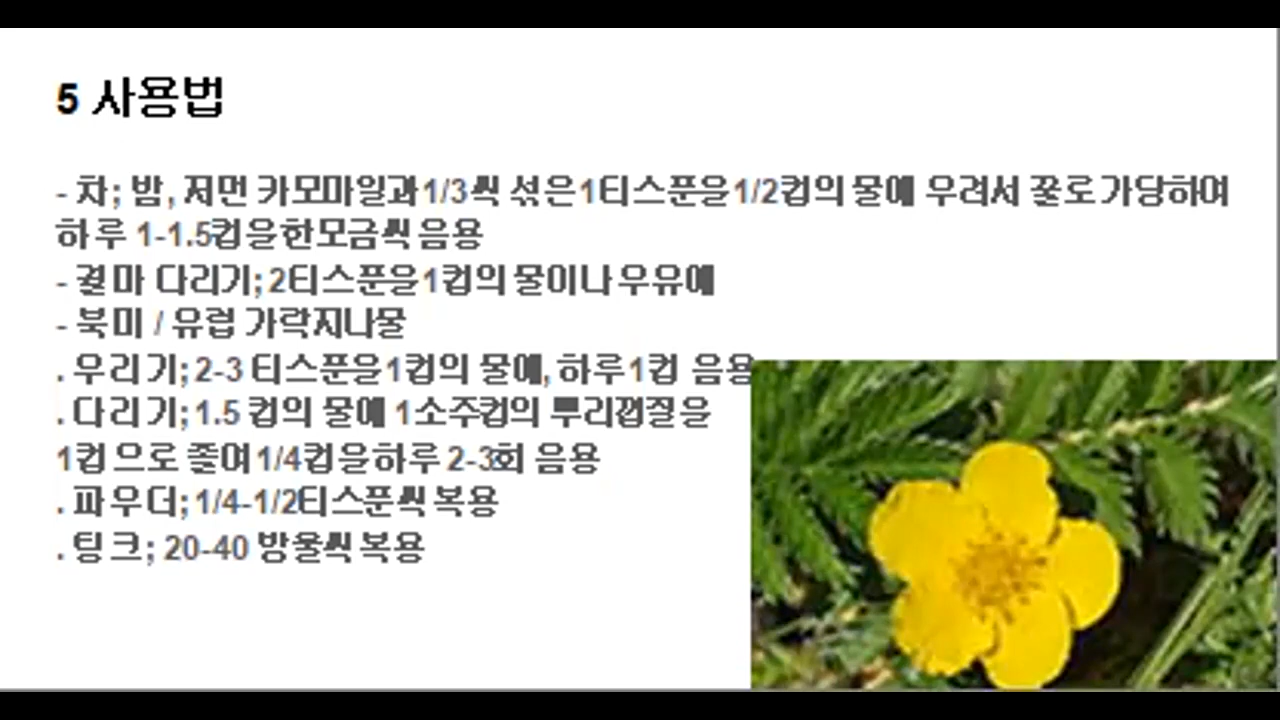 5 사용법
- 차; 밤, 저먼 카모마일과 1/3씩 섞은 1티스푼을 1/2컵의 물에 우려서 꿀로 가당하여
하루 1-1.5컵을 한모금씩 음용
- 궐마 다리기; 2티스푼을 1컵의 물이나 우유에
- 북미 / 유럽 가락지나물
. 우리기; 2-3 티스푼을 1컵의 물에, 하루 1컵 음용
. 다리기; 1.5 컵의 물에 1소주컵의 뿌리껍질을
1컵으로 졸여 1/4컵을 하루 2-3회 음용
. 파우더; 1/4-1/2티스푼씩 복용
. 팅크; 20-40 방울씩 복용